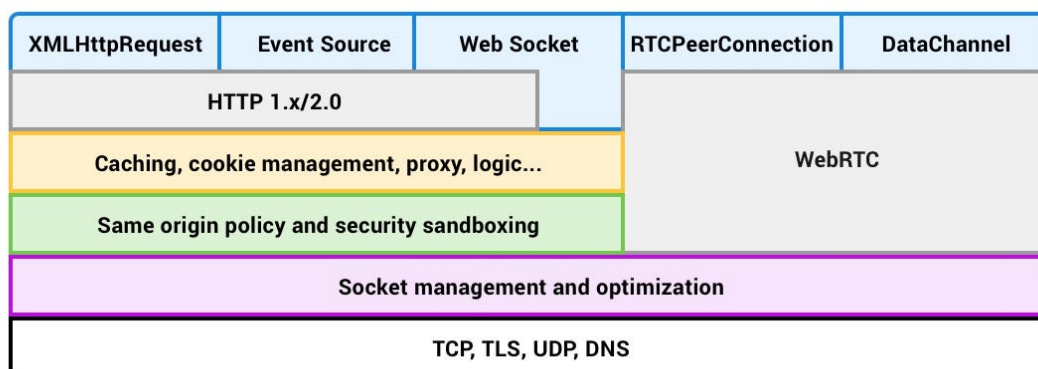 XMLHttpRequest
Event Source
Web Socket
RTCPeerConnection
DataChannel
HTTP 1.x/2.0
Caching, cookie management, proxy, logic...
WebRTC
Same origin policy and security sandboxing
Socket management and optimization
TCP, TLS, UDP, DNS